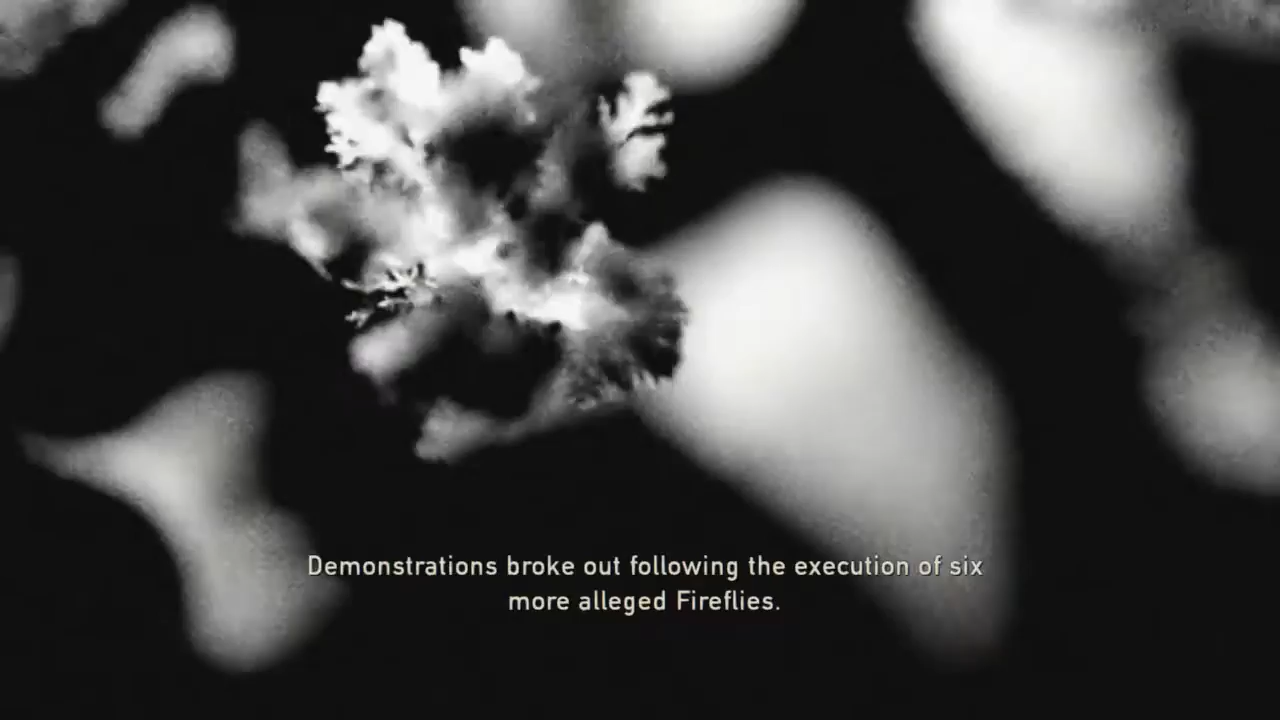 Demonstrations broke out following the execution of six
more alleged Fireflies.